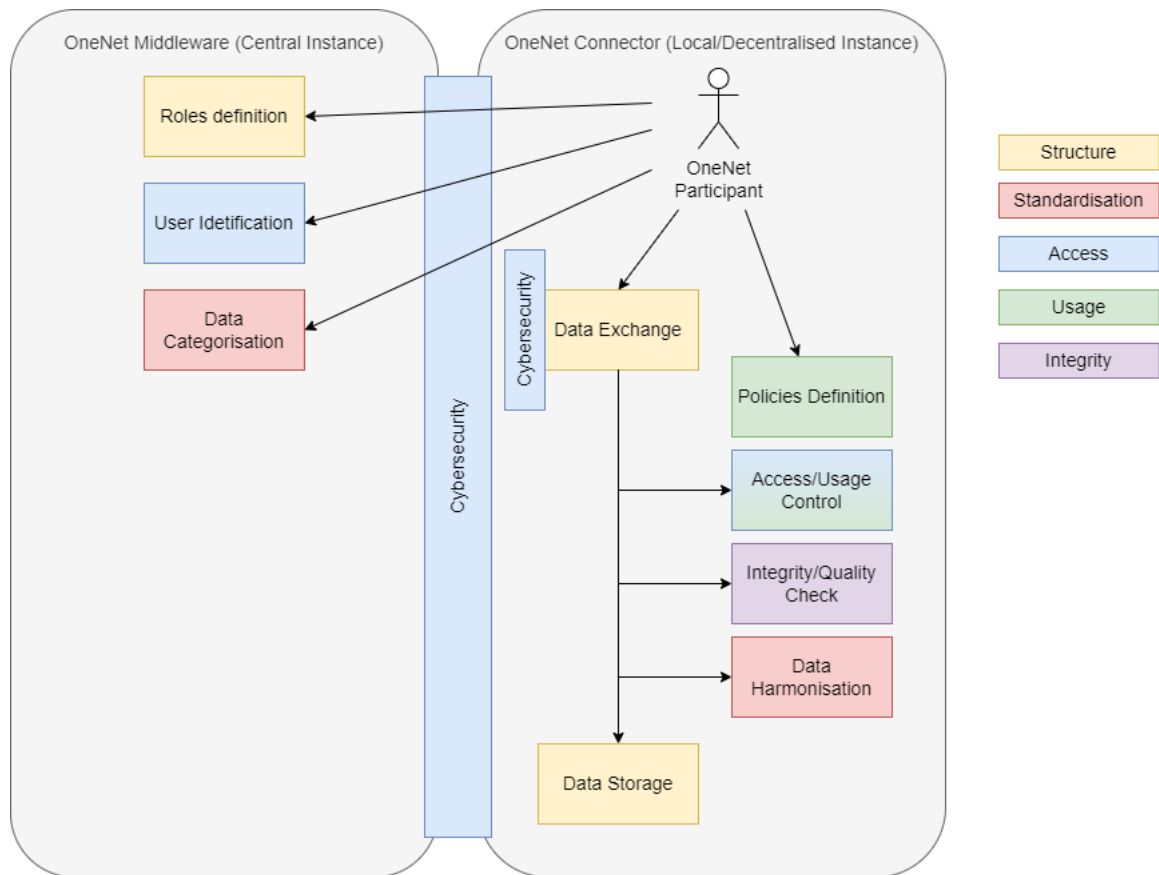 OneNet Middleware (Central Instance)
OneNet Connector (Local/Decentralised Instance)
Roles definition
User Idetification
Data
Categorisation
Cybersecurity
OneNet
Participant
Cybersecurity
Data Exchange
Policies Definition
Access/Usage
Control
Integrity/Quality
Check
Data
Harmonisation
Data Storage
Structure
Standardisation
Access
Usage
Integrity